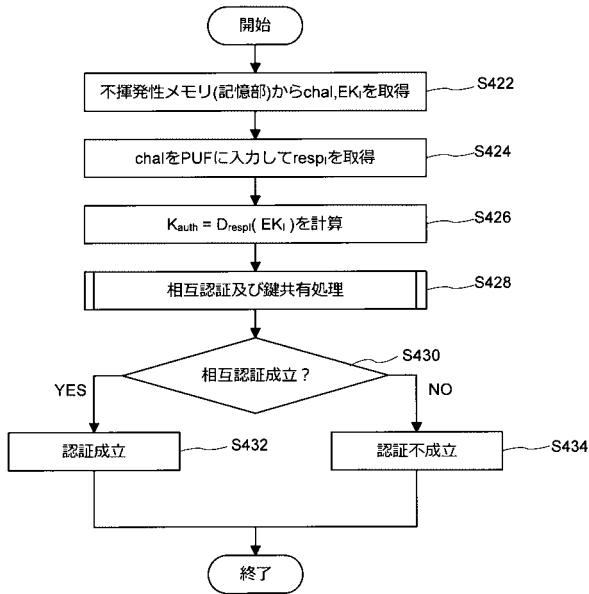 開始
不揮発性メモリ(記憶部)からchal,EKIを取得
S422
chalをPUFに入力してrespIを取得
S424
Kauth = DrespI( EKI )を計算
S426
相互認証及び鍵共有処理
S428
相互認証成立？
S430
YES
NO
認証成立
S432
認証不成立
S434
終了